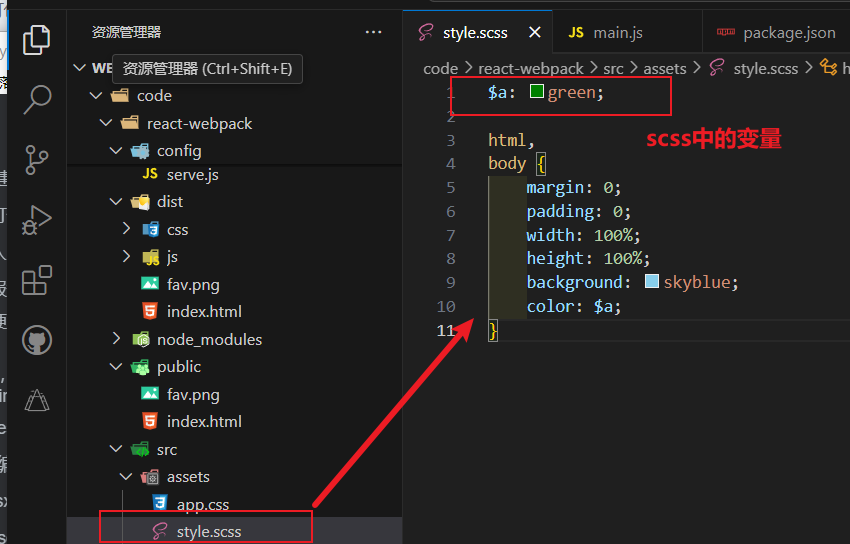 资源管理器
资源管理器 (Ctrl+Shift+E)
code
react-webpack
config
JS serve.js
dist
css
js
fav.png
index.html
node_modules
public
fav.png
index.html
src
assets
app.css
style.scss
style.scss
JS main.js
package.json
code > react-webpack > src > assets > style.scss >
1 $a: green;
2
scss中的变量
3 html,
4 body {
5 margin: 0;
6 padding: 0;
7 width: 100%;
8 height: 100%;
9 background: skyblue;
10 color: $a;
11 }